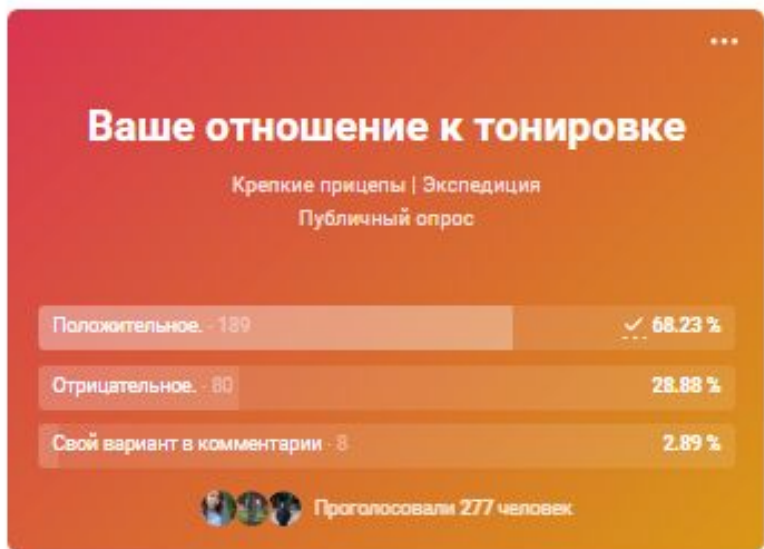 Ваше отношение к тонировке
Крепкие прицепы | Экспедиция
Публичный опрос
Положительное. · 189 68.23 %
Отрицательное. · 80 28.88 %
Свой вариант в комментарии · 8 2.89 %
Проголосовали 277 человек